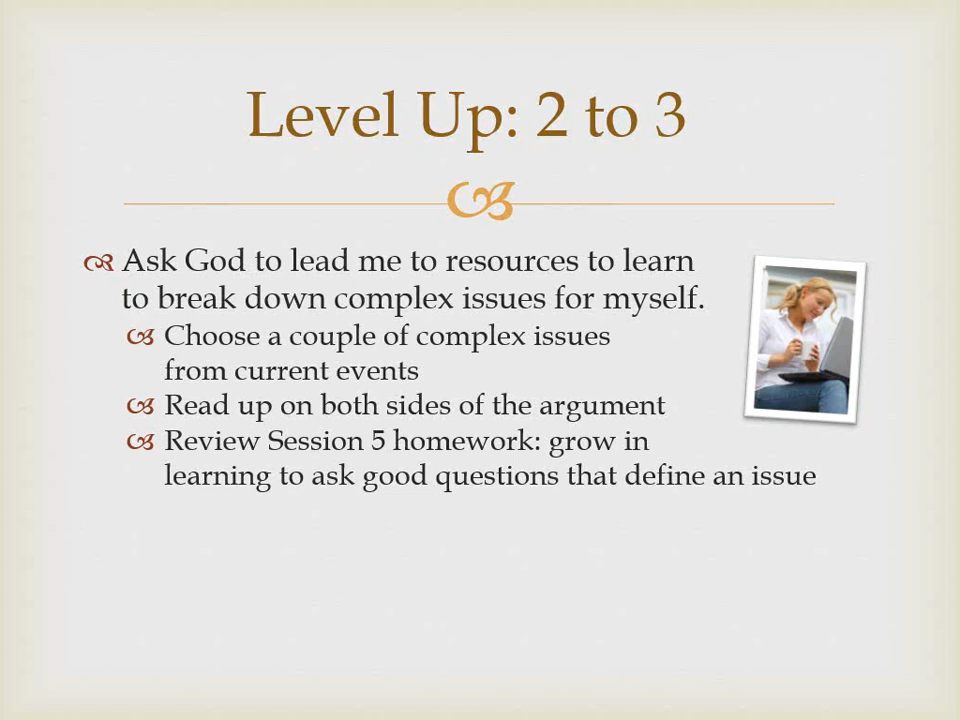 Level Up: 2 to 3
Ask God to lead me to resources to learn
to break down complex issues for myself.
Choose a couple of complex issues
from current events
Read up on both sides of the argument
Review Session 5 homework: grow in
learning to ask good questions that define an issue